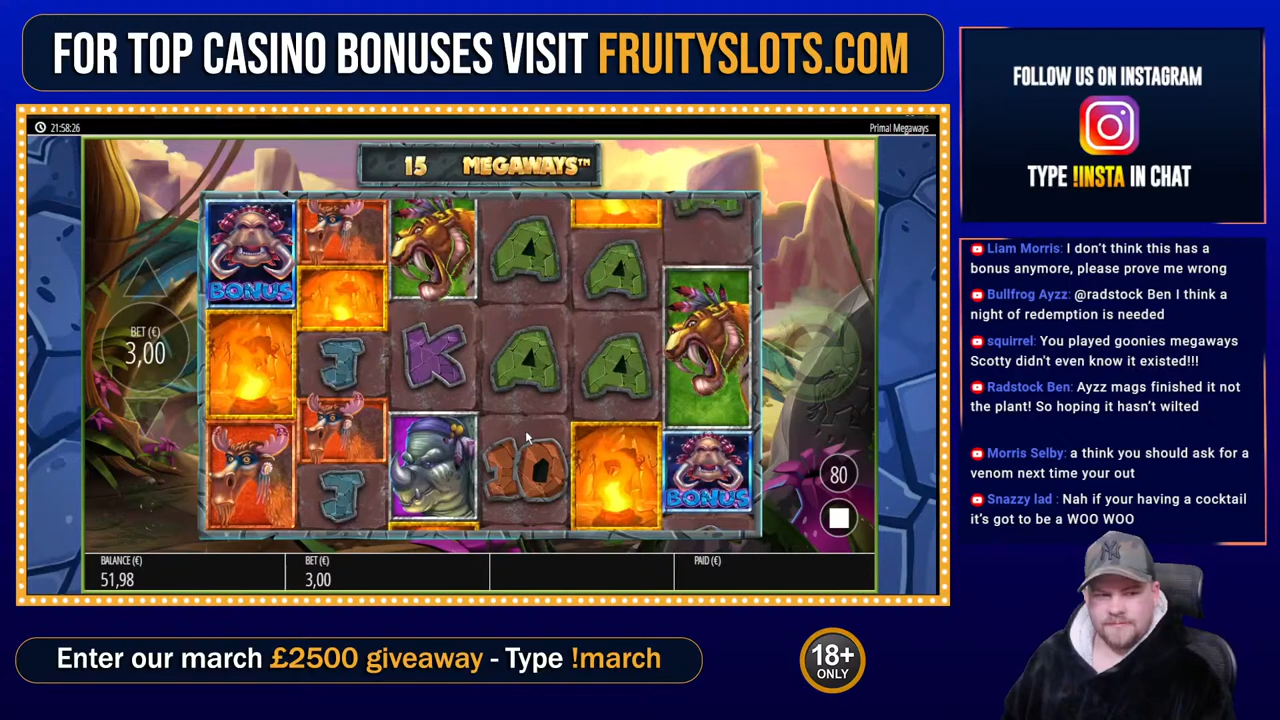 FOR TOP CASINO BONUSES VISIT FRUITYSLOTS.COM
21:58:26
Primal Megaways
15 MEGAWAYS™
BONUS
A
A
K
A
A
J
J
10
BONUS
BET (€)
3,00
80
BALANCE (€)
51,98
BET (€)
3,00
PAID (€)
FOLLOW US ON INSTAGRAM
TYPE !INSTA IN CHAT
Liam Morris: I don't think this has a
bonus anymore, please prove me wrong
Bullfrog Ayzz: @radstock Ben I think a
night of redemption is needed
squirrel: You played goonies megaways
Scotty didn't even know it existed!!!
Radstock Ben: Ayzz mags finished it not
the plant! So hoping it hasn't wilted
Morris Selby: a think you should ask for a
venom next time your out
Snazzy lad : Nah if your having a cocktail
it's got to be a WOO WOO
NY
Enter our march £2500 giveaway - Type !march
18+
ONLY